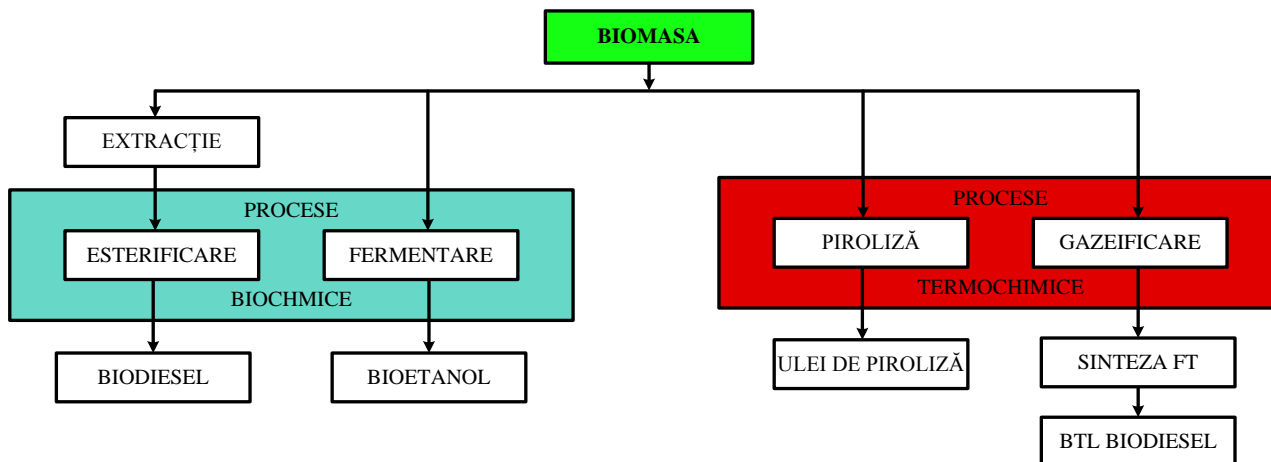 BIOMASA
EXTRACȚIE
PROCESE
ESTERIFICARE
FERMENTARE
BIOCHMICE
BIODIESEL
BIOETANOL
PROCESE
PIROLIZĂ
GAZEIFICARE
TERMOCHIMICE
ULEI DE PIROLIZĂ
SINTEZA FT
BTL BIODIESEL